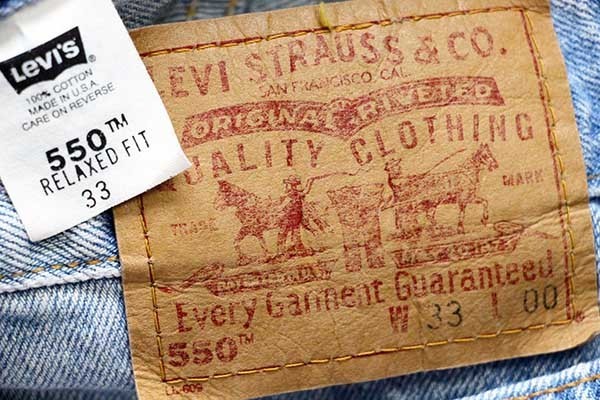 Levi's®
100% COTTON
MADE IN U.S.A.
CARE ON REVERSE
550™
RELAXED FIT
33
EVI STRAUSS & CO.
SAN FRANCISCO CAL
ORIGINAL RIVETED
QUALITY CLOTHING
TRADE MARK
Every Garment Guaranteed
W 33 L 00
550™